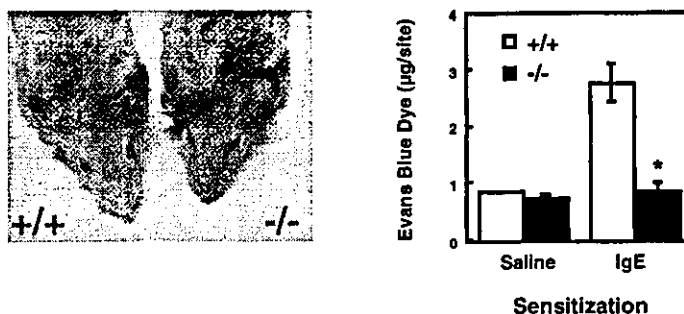 +/+
-/-
Evans Blue Dye (µg/site)
4
3
2
1
0
+/+
-/-
*
Saline
IgE
Sensitization